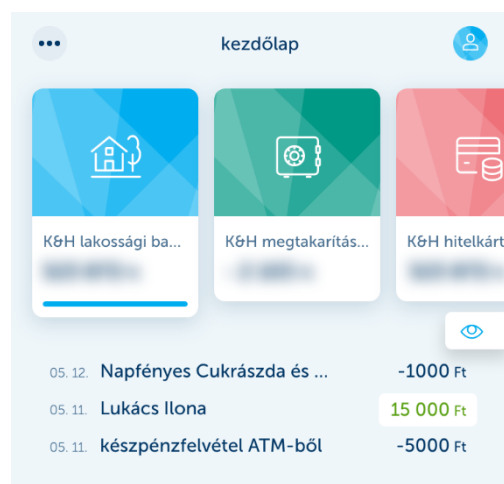 kezdőlap
K&H lakossági ba...
K&H megtakarítás...
K&H hitelkárt
05. 12. Napfényes Cukrászda és ... -1000 Ft
05. 11. Lukács Ilona 15 000 Ft
05. 11. készpénzfelvétel ATM-ből -5000 Ft